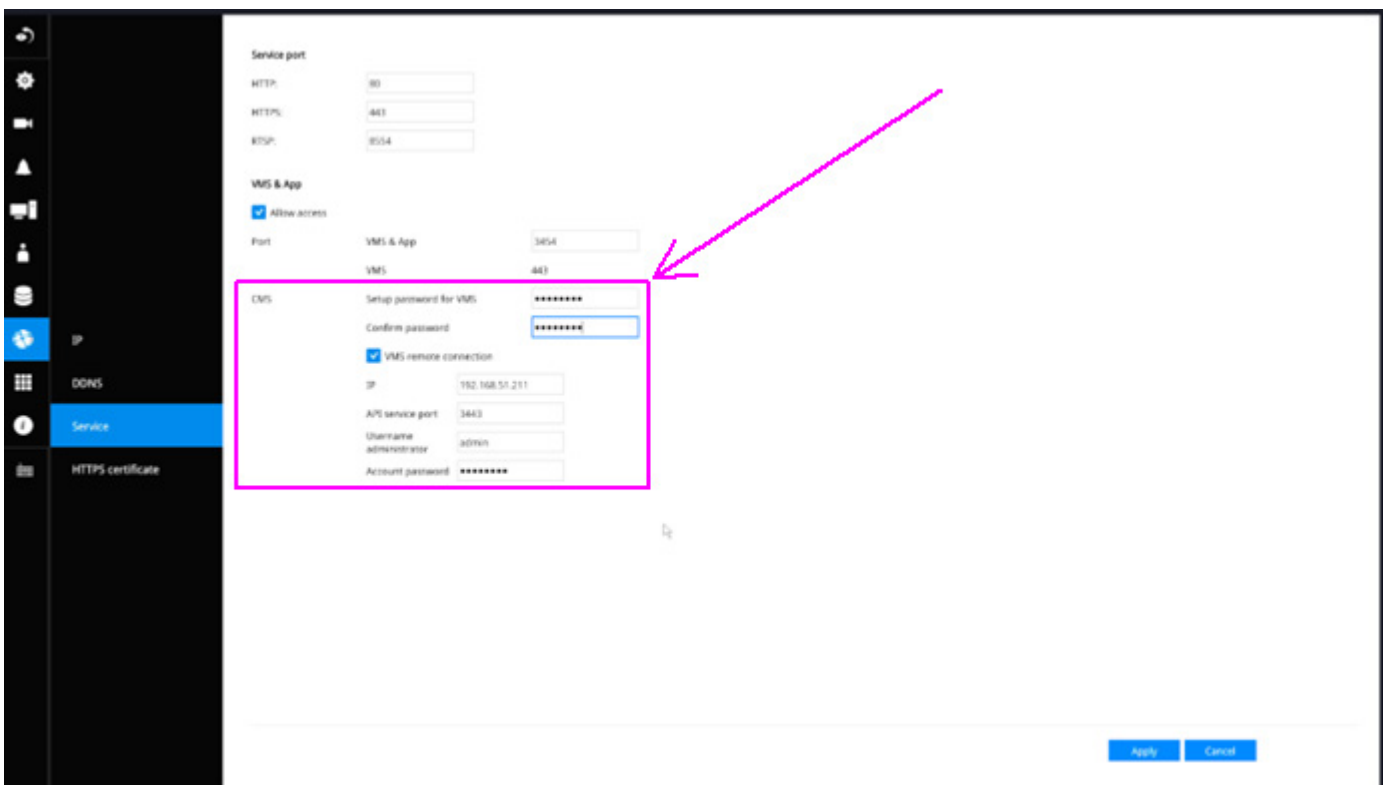 Service port
HTTP: 80
HTTPS: 443
RTSP: 8554
VMS & App
Allow access
Port VMS & App 3454
VMS 443
CMS Setup password for VMS ••••••••
Confirm password ••••••••
VMS remote connection
IP
IP 192.168.51.211
DDNS
API service port 3443
Service
Username
administrator admin
HTTPS certificate
Account password ••••••••
Apply Cancel